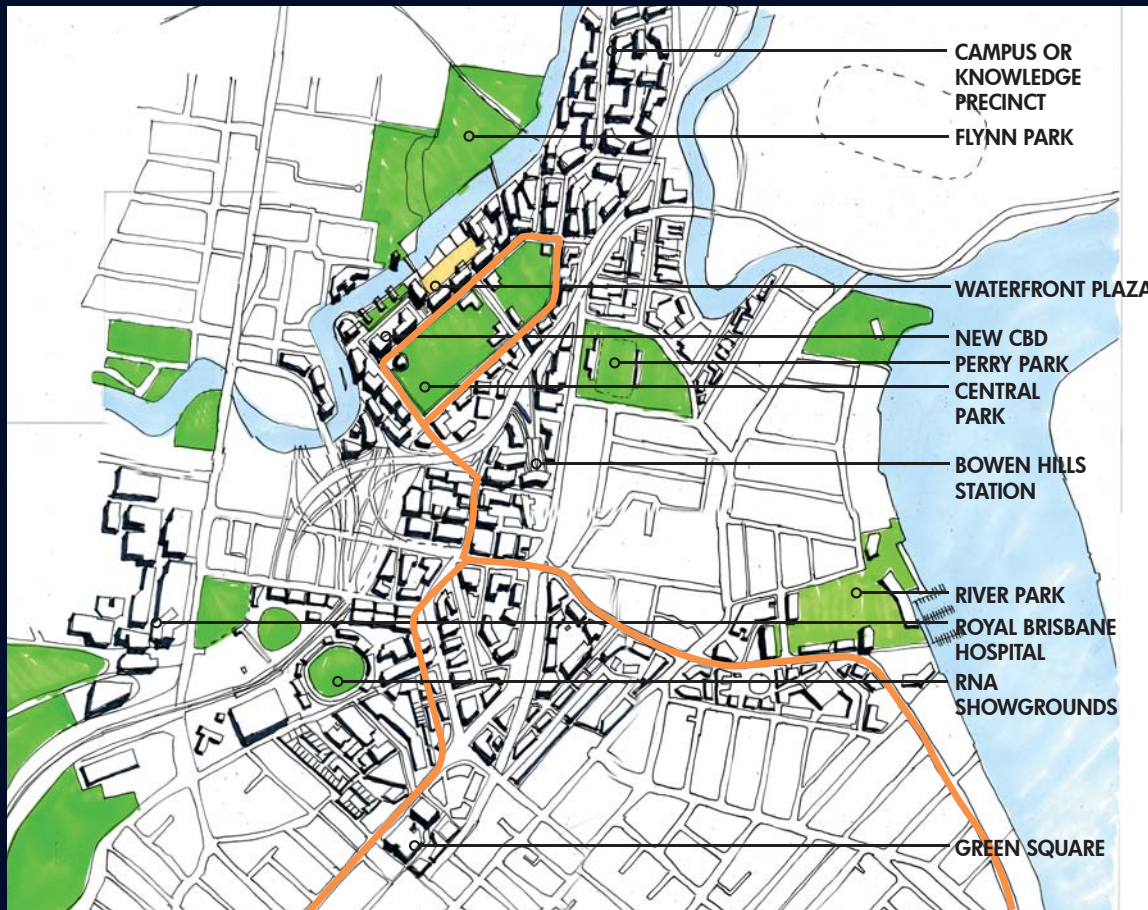 CAMPUS OR
KNOWLEDGE
PRECINCT
FLYNN PARK
WATERFRONT PLAZA
NEW CBD
PERRY PARK
CENTRAL
PARK
BOWEN HILLS
STATION
RIVER PARK
ROYAL BRISBANE
HOSPITAL
RNA
SHOWGROUNDS
GREEN SQUARE